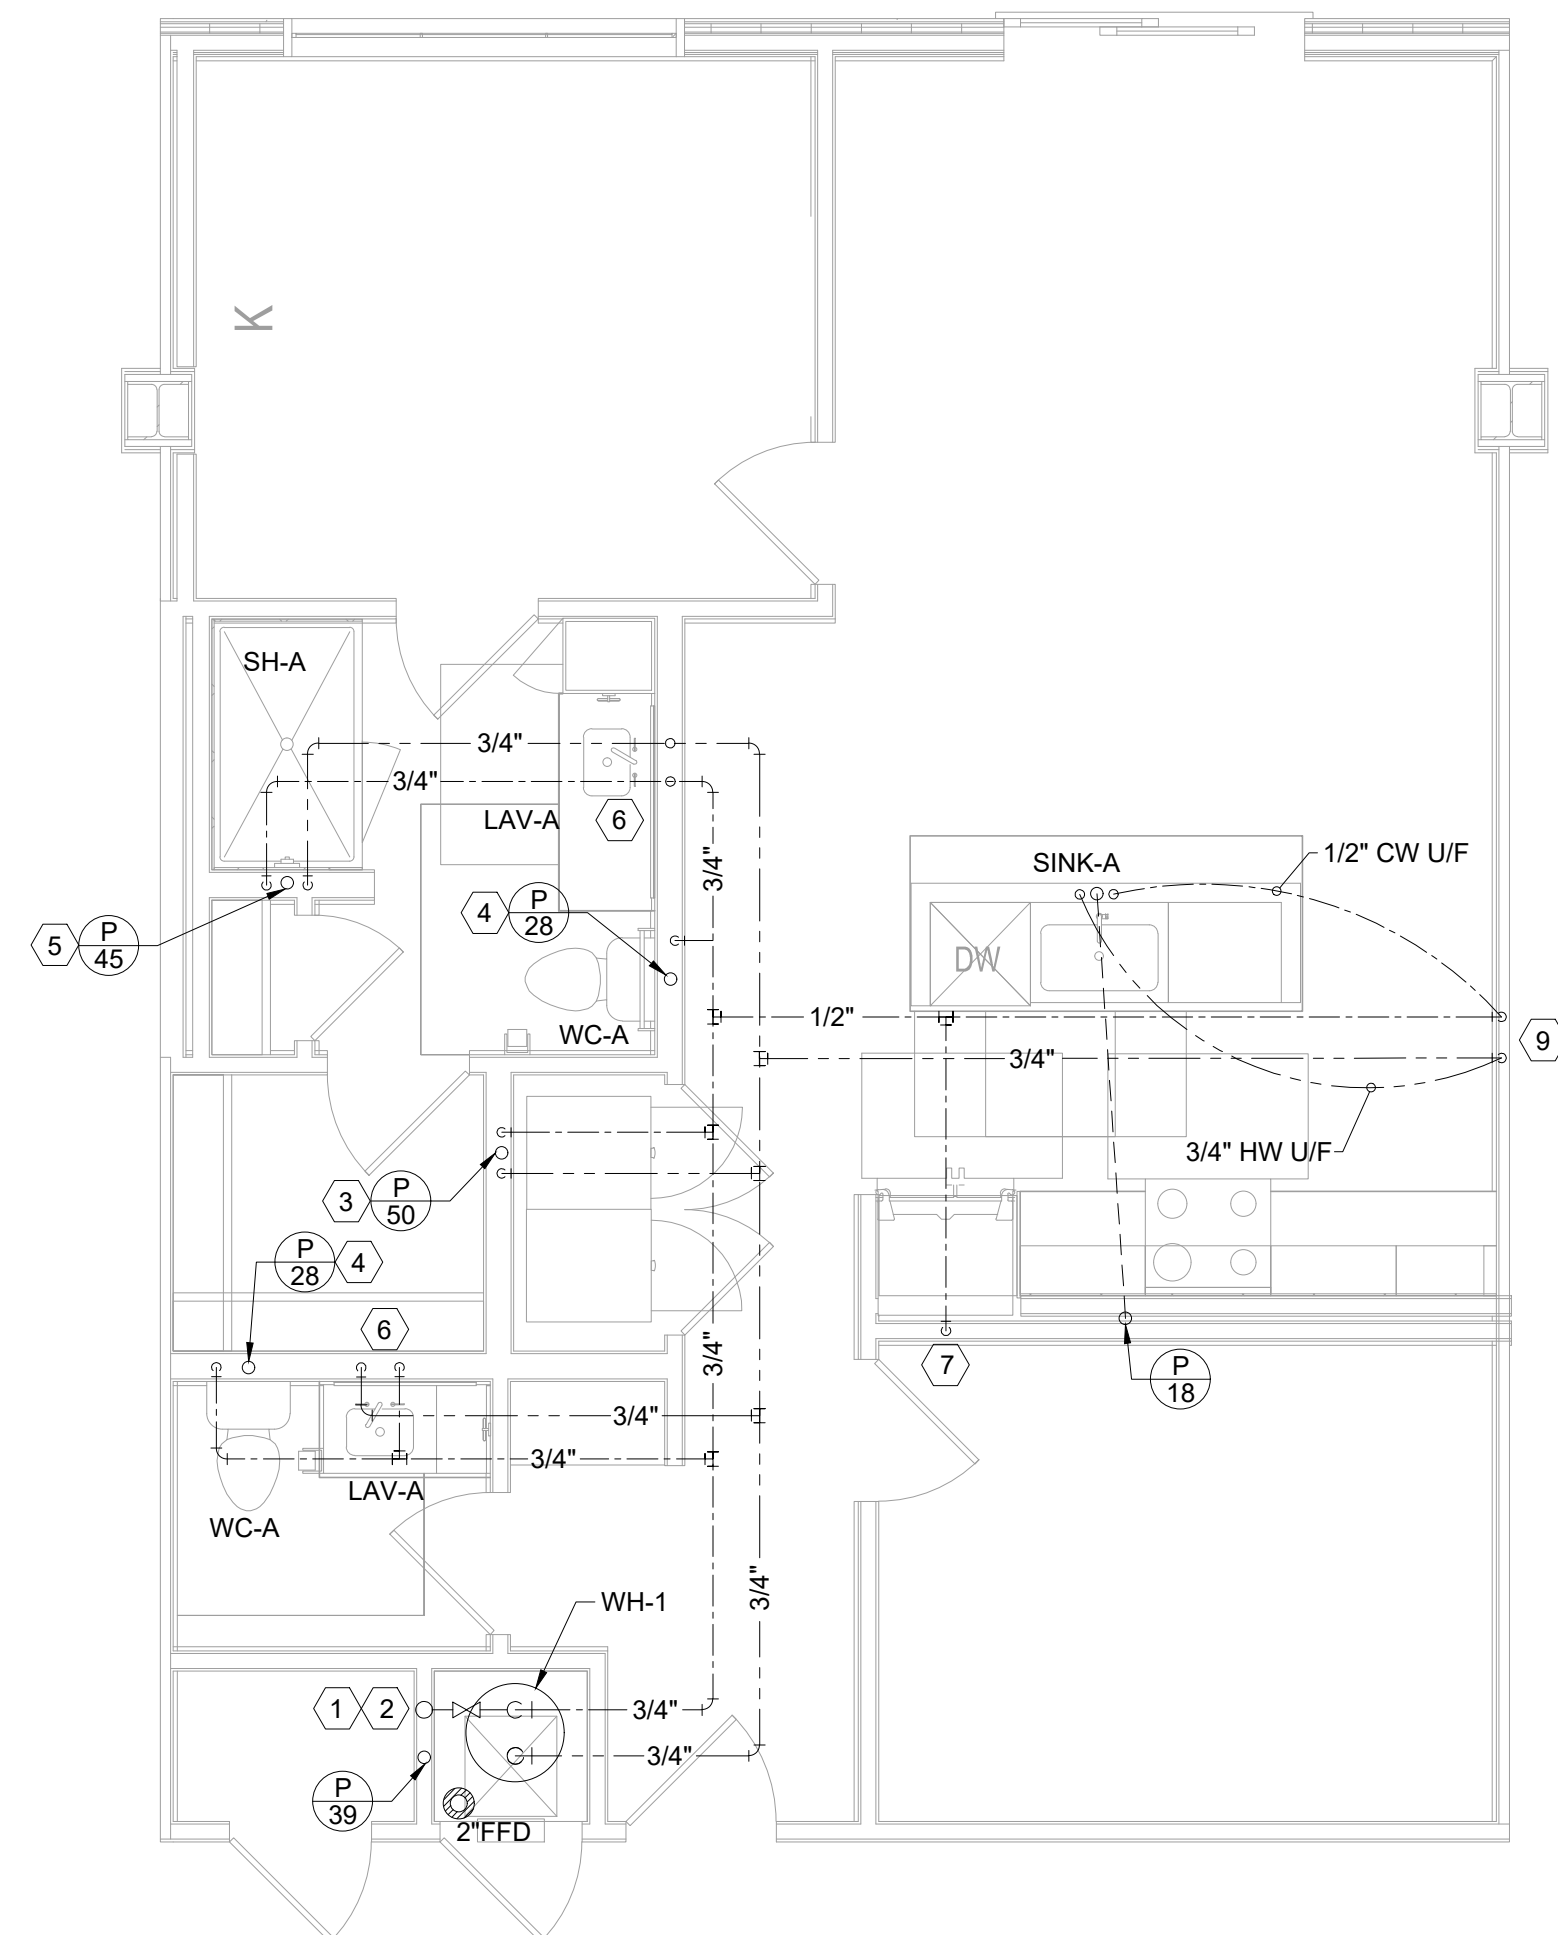 K
SH-A
3/4"
3/4"
LAV-A
6
3/4"
SINK-A
1/2" CW U/F
4
P
28
5
P
45
DW
WC-A
1/2"
9
3/4"
3/4" HW U/F
3
P
50
P
28
4
6
3/4"
7
P
18
3/4"
3/4"
LAV-A
WC-A
3/4"
WH-1
1
2
3/4"
3/4"
P
39
2"FFD